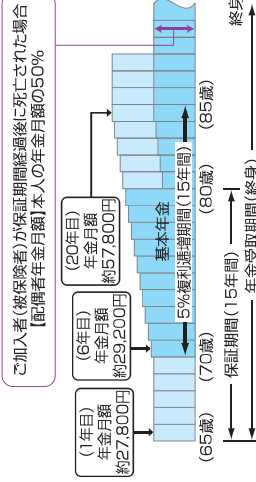 ご加入者(被保険者)が保証期間経過後に死亡された場合
【配偶者年金月額】本人の年金月額の50%
(1年目)
年金月額
約27,800円
(6年目)
年金月額
約29,200円
(20年目)
年金月額
約57,800円
基本年金
5%複利逓増期間(15年間)
(65歳)
(70歳)
(80歳)
(85歳)
終身
保証期間(15年間)
年金受取期間(終身)